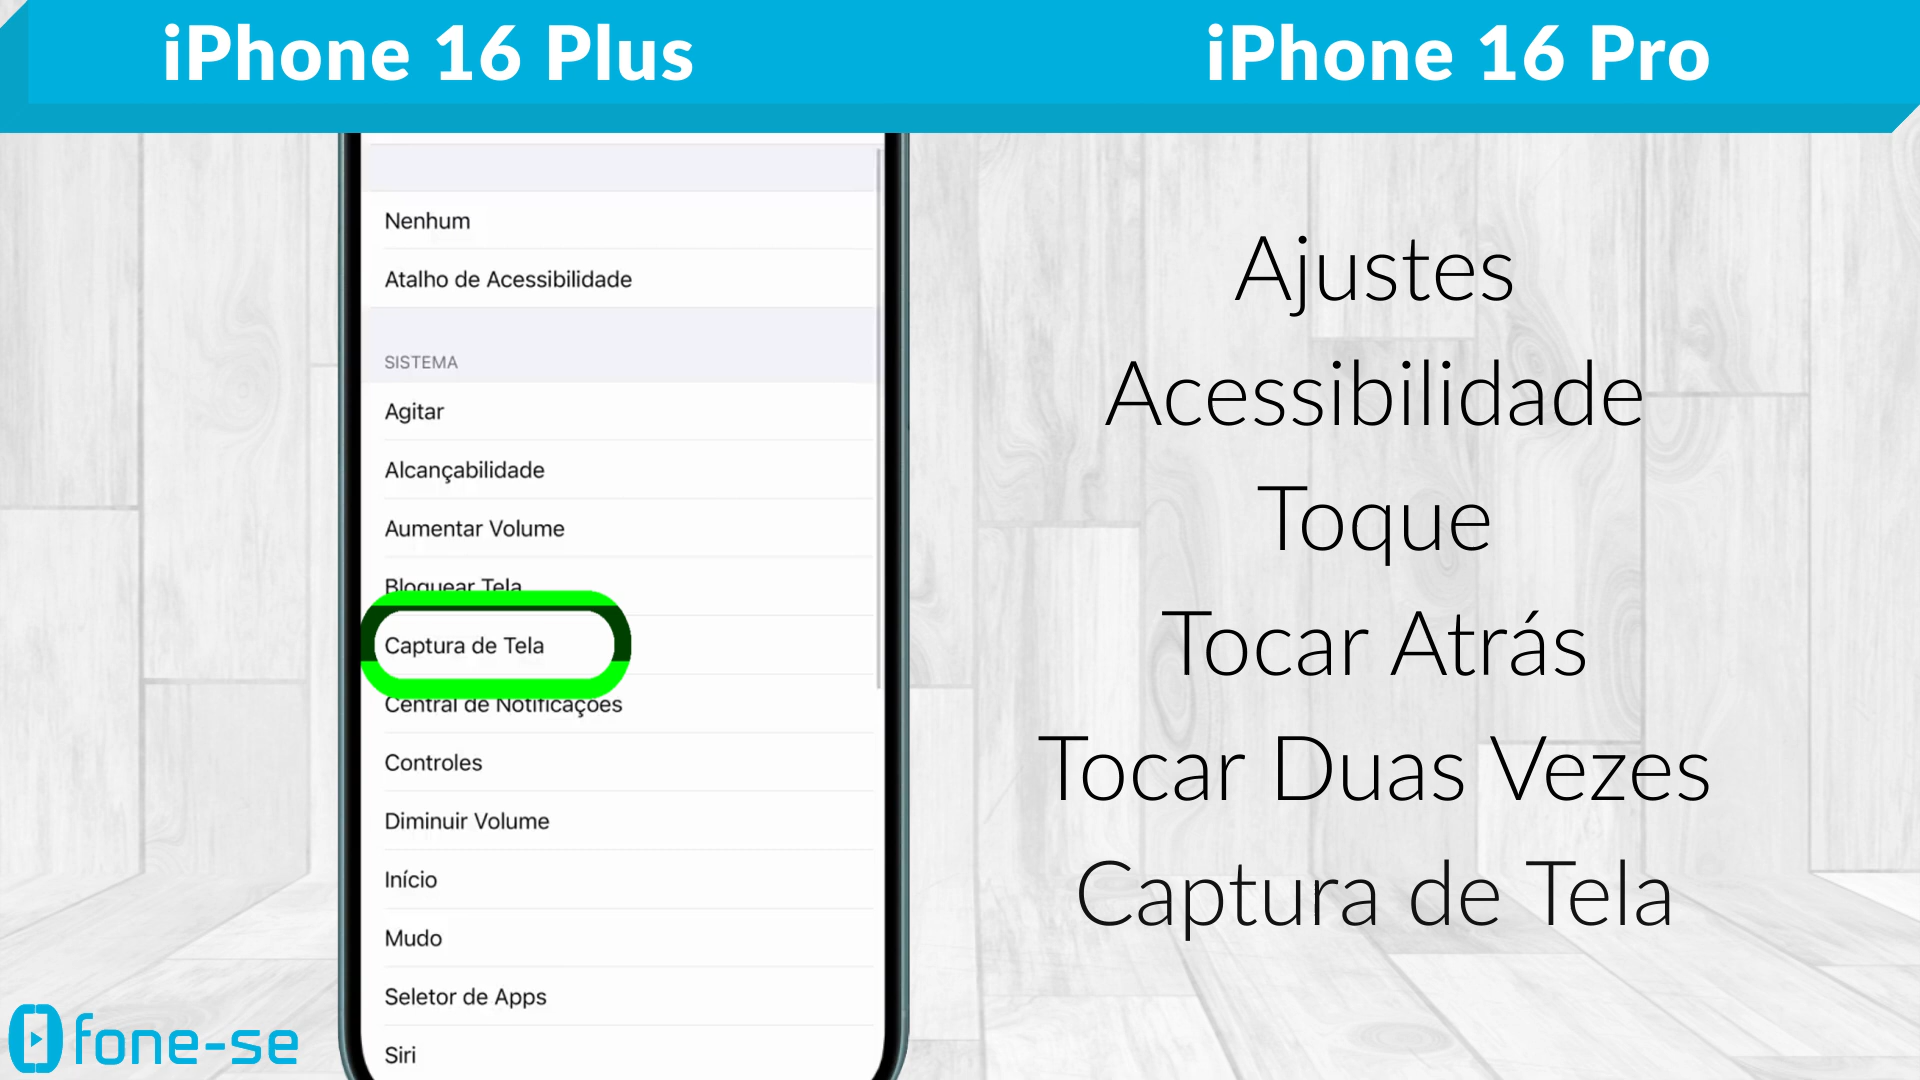 iPhone 16 Plus
iPhone 16 Pro
Nenhum
Atalho de Acessibilidade
SISTEMA
Agitar
Alcançabilidade
Aumentar Volume
Bloquear Tela
Captura de Tela
Central de Notificações
Controles
Diminuir Volume
Início
Mudo
Seletor de Apps
Siri
Ajustes
Acessibilidade
Toque
Tocar Atrás
Tocar Duas Vezes
Captura de Tela
fone-se